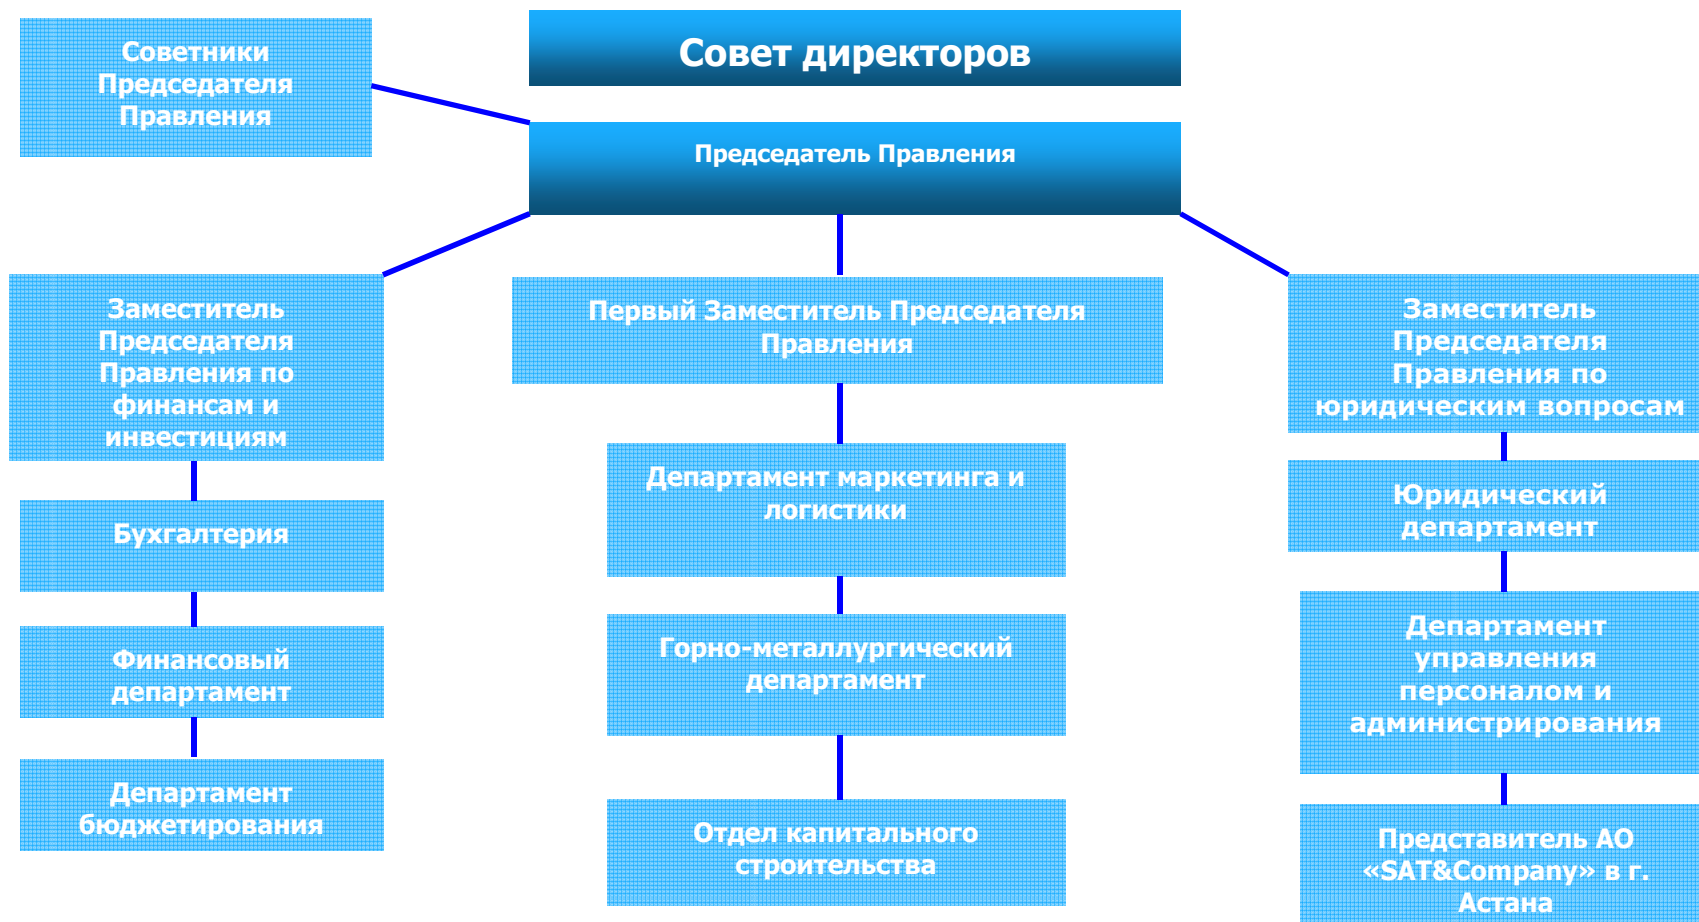 Советники
Председателя
Правления
Совет директоров
Председатель Правления
Заместитель
Председателя
Правления по
финансам и
инвестициям
Бухгалтерия
Финансовый
департамент
Департамент
бюджетирования
Первый Заместитель Председателя
Правления
Департамент маркетинга и
логистики
Горно-металлургический
департамент
Отдел капитального
строительства
Заместитель
Председателя
Правления по
юридическим вопросам
Юридический
департамент
Департамент
управления
персоналом и
администрирования
Представитель АО
«SAT&Company» в г.
Астана